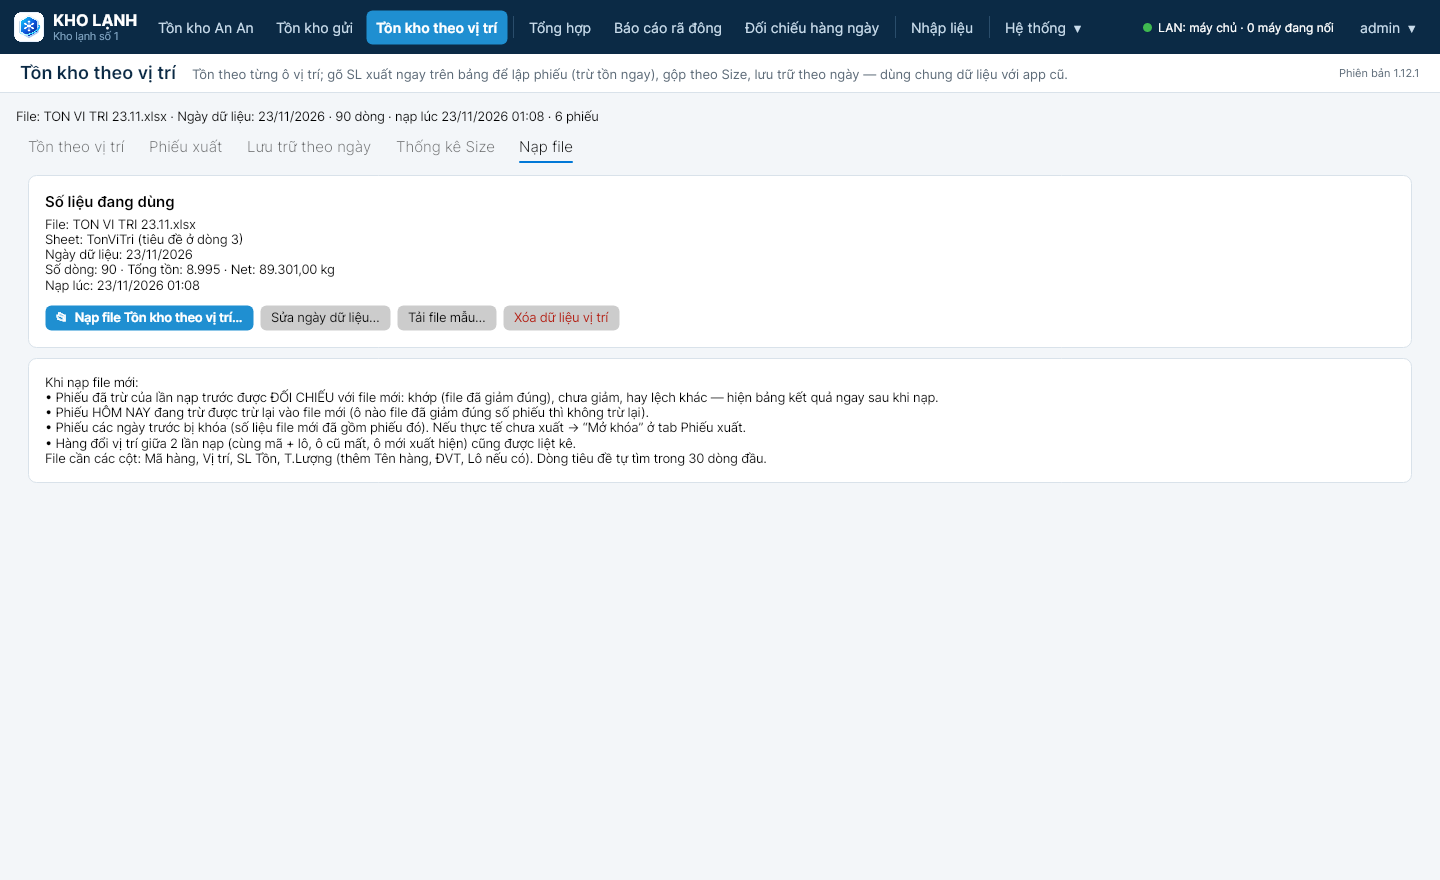 KHO LẠNH
Kho lạnh số 1
Tồn kho An An
Tồn kho gửi
Tồn kho theo vị trí
Tổng hợp
Báo cáo rã đông
Đối chiếu hàng ngày
Nhập liệu
Hệ thống ▾
LAN: máy chủ · 0 máy đang nối
admin ▾
Tồn kho theo vị trí
Tồn theo từng ô vị trí; gõ SL xuất ngay trên bảng để lập phiếu (trừ tồn ngay), gộp theo Size, lưu trữ theo ngày — dùng chung dữ liệu với app cũ.
Phiên bản 1.12.1
File: TON VI TRI 23.11.xlsx · Ngày dữ liệu: 23/11/2026 · 90 dòng · nạp lúc 23/11/2026 01:08 · 6 phiếu
Tồn theo vị trí
Phiếu xuất
Lưu trữ theo ngày
Thống kê Size
Nạp file
Số liệu đang dùng
File: TON VI TRI 23.11.xlsx
Sheet: TonViTri (tiêu đề ở dòng 3)
Ngày dữ liệu: 23/11/2026
Số dòng: 90 · Tổng tồn: 8.995 · Net: 89.301,00 kg
Nạp lúc: 23/11/2026 01:08
Nạp file Tồn kho theo vị trí...
Sửa ngày dữ liệu...
Tải file mẫu...
Xóa dữ liệu vị trí
Khi nạp file mới:
• Phiếu đã trừ của lần nạp trước được ĐỐI CHIẾU với file mới: khớp (file đã giảm đúng), chưa giảm, hay lệch khác — hiện bảng kết quả ngay sau khi nạp.
• Phiếu HÔM NAY đang trừ được trừ lại vào file mới (ô nào file đã giảm đúng số phiếu thì không trừ lại).
• Phiếu các ngày trước bị khóa (số liệu file mới đã gồm phiếu đó). Nếu thực tế chưa xuất → “Mở khóa” ở tab Phiếu xuất.
• Hàng đổi vị trí giữa 2 lần nạp (cùng mã + lô, ô cũ mất, ô mới xuất hiện) cũng được liệt kê.
File cần các cột: Mã hàng, Vị trí, SL Tồn, T.Lượng (thêm Tên hàng, ĐVT, Lô nếu có). Dòng tiêu đề tự tìm trong 30 dòng đầu.